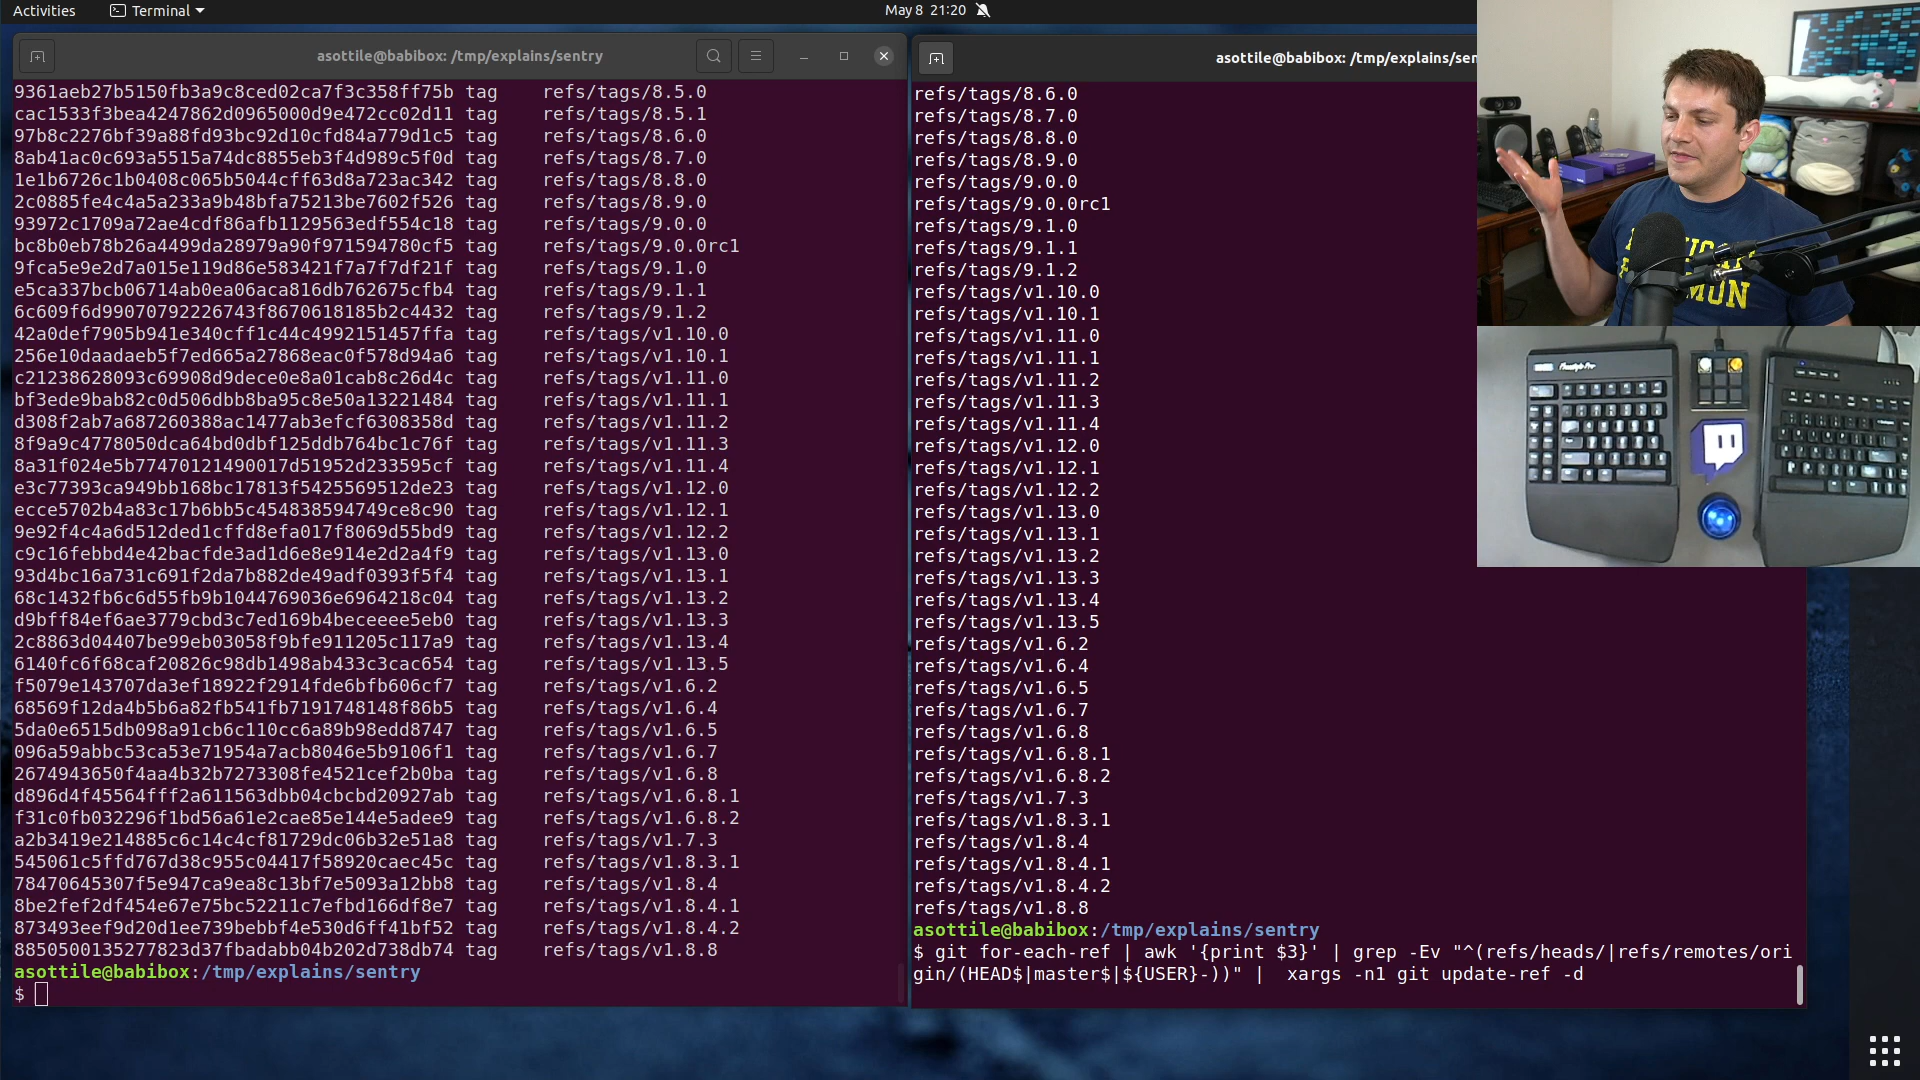 Activities
Terminal
May 8 21:20
asottile@babibox: /tmp/explains/sentry
9361aeb27b5150fb3a9c8ced02ca7f3c358ff75b tag refs/tags/8.5.0
cac1533f3bea4247862d0965000d9e472cc02d11 tag refs/tags/8.5.1
97b8c2276bf39a88fd93bc92d10cfd84a779d1c5 tag refs/tags/8.6.0
8ab41ac0c693a5515a74dc8855eb3f4d989c5f0d tag refs/tags/8.7.0
1e1b6726c1b0408c065b5044cff63d8a723ac342 tag refs/tags/8.8.0
2c0885fe4c4a5a233a9b48bfa75213be7602f526 tag refs/tags/8.9.0
93972c1709a72ae4cdf86afb1129563edf554c18 tag refs/tags/9.0.0
bc8b0eb78b26a4499da28979a90f971594780cf5 tag refs/tags/9.0.0rc1
9fca5e9e2d7a015e119d86e583421f7a7f7df21f tag refs/tags/9.1.0
e5ca337bcb06714ab0ea06aca816db762675cfb4 tag refs/tags/9.1.1
6c609f6d99070792226743f8670618185b2c4432 tag refs/tags/9.1.2
42a0def7905b941e340cff1c44c4992151457ffa tag refs/tags/v1.10.0
256e10daadaeb5f7ed665a27868eac0f578d94a6 tag refs/tags/v1.10.1
c21238628093c69908d9dece0e8a01cab8c26d4c tag refs/tags/v1.11.0
bf3ede9bab82c0d506dbb8ba95c8e50a13221484 tag refs/tags/v1.11.1
d308f2ab7a687260388ac1477ab3efcf6308358d tag refs/tags/v1.11.2
8f9a9c4778050dca64bd0dbf125ddb764bc1c76f tag refs/tags/v1.11.3
8a31f024e5b77470121490017d51952d233595cf tag refs/tags/v1.11.4
e3c77393ca949bb168bc17813f5425569512de23 tag refs/tags/v1.12.0
ecce5702b4a83c17b6bb5c454838594749ce8c90 tag refs/tags/v1.12.1
9e92f4c4a6d512ded1cffd8efa017f8069d55bd9 tag refs/tags/v1.12.2
c9c16febbd4e42bacfde3ad1d6e8e914e2d2a4f9 tag refs/tags/v1.13.0
93d4bc16a731c691f2da7b882de49adf0393f5f4 tag refs/tags/v1.13.1
68c1432fb6c6d55fb9b1044769036e6964218c04 tag refs/tags/v1.13.2
d9bff84ef6ae3779cbd3c7ed169b4beceeee5eb0 tag refs/tags/v1.13.3
2c8863d04407be99eb03058f9bfe911205c117a9 tag refs/tags/v1.13.4
6140fc6f68caf20826c98db1498ab433c3cac654 tag refs/tags/v1.13.5
f5079e143707da3ef18922f2914fde6bfb606cf7 tag refs/tags/v1.6.2
68569f12da4b5b6a82fb541fb7191748148f86b5 tag refs/tags/v1.6.4
5da0e6515db098a91cb6c110cc6a89b98edd8747 tag refs/tags/v1.6.5
096a59abbc53ca53e71954a7acb8046e5b9106f1 tag refs/tags/v1.6.7
2674943650f4aa4b32b7273308fe4521cef2b0ba tag refs/tags/v1.6.8
d896d4f45564fff2a611563dbb04cbcbd20927ab tag refs/tags/v1.6.8.1
f31c0fb032296f1bd56a61e2cae85e144e5adee9 tag refs/tags/v1.6.8.2
a2b3419e214885c6c14c4cf81729dc06b32e51a8 tag refs/tags/v1.7.3
545061c5ffd767d38c955c04417f58920caec45c tag refs/tags/v1.8.3.1
78470645307f5e947ca9ea8c13bf7e5093a12bb8 tag refs/tags/v1.8.4
8be2fef2df454e67e75bc52211c7efbd166df8e7 tag refs/tags/v1.8.4.1
873493eef9d20d1ee739bebbf4e530d6ff41bf52 tag refs/tags/v1.8.4.2
8850500135277823d37fbadabb04b202d738db74 tag refs/tags/v1.8.8
asottile@babibox:/tmp/explains/sentry
$
asottile@babibox: /tmp/explains/sen
refs/tags/8.6.0
refs/tags/8.7.0
refs/tags/8.8.0
refs/tags/8.9.0
refs/tags/9.0.0
refs/tags/9.0.0rc1
refs/tags/9.1.0
refs/tags/9.1.1
refs/tags/9.1.2
refs/tags/v1.10.0
refs/tags/v1.10.1
refs/tags/v1.11.0
refs/tags/v1.11.1
refs/tags/v1.11.2
refs/tags/v1.11.3
refs/tags/v1.11.4
refs/tags/v1.12.0
refs/tags/v1.12.1
refs/tags/v1.12.2
refs/tags/v1.13.0
refs/tags/v1.13.1
refs/tags/v1.13.2
refs/tags/v1.13.3
refs/tags/v1.13.4
refs/tags/v1.13.5
refs/tags/v1.6.2
refs/tags/v1.6.4
refs/tags/v1.6.5
refs/tags/v1.6.7
refs/tags/v1.6.8
refs/tags/v1.6.8.1
refs/tags/v1.6.8.2
refs/tags/v1.7.3
refs/tags/v1.8.3.1
refs/tags/v1.8.4
refs/tags/v1.8.4.1
refs/tags/v1.8.4.2
refs/tags/v1.8.8
asottile@babibox:/tmp/explains/sentry
$ git for-each-ref | awk '{print $3}' | grep -Ev "^(refs/heads/|refs/remotes/ori
gin/(HEAD$|master$|${USER}-))" |  xargs -n1 git update-ref -d